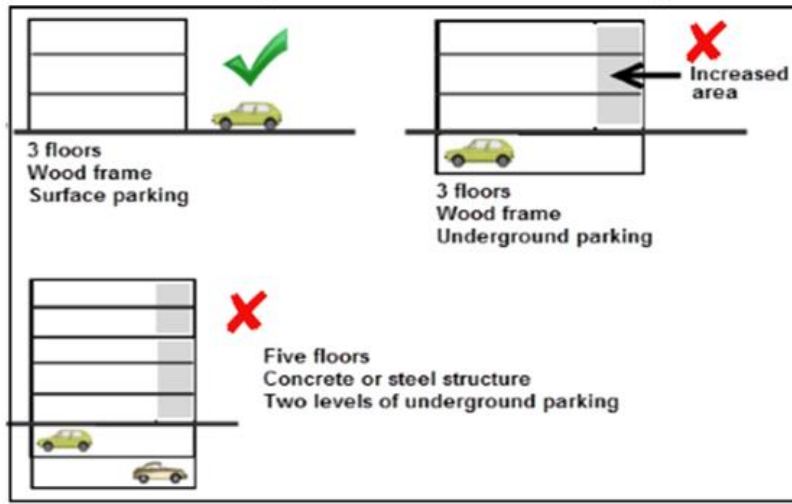 Increased
area
3 floors
Wood frame
Surface parking
3 floors
Wood frame
Underground parking
Five floors
Concrete or steel structure
Two levels of underground parking